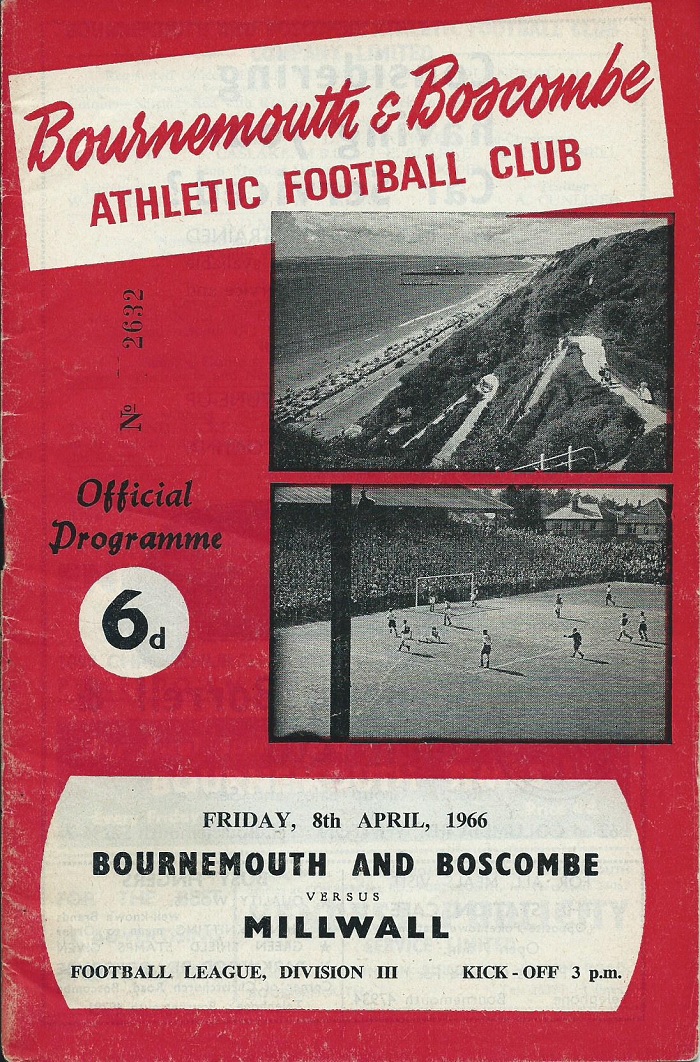 Bournemouth & Boscombe
ATHLETIC FOOTBALL CLUB
Nº 2632
Official
Programme
6d
FRIDAY, 8th APRIL, 1966
BOURNEMOUTH AND BOSCOMBE
VERSUS
MILLWALL
FOOTBALL LEAGUE, DIVISION III KICK-OFF 3 p.m.